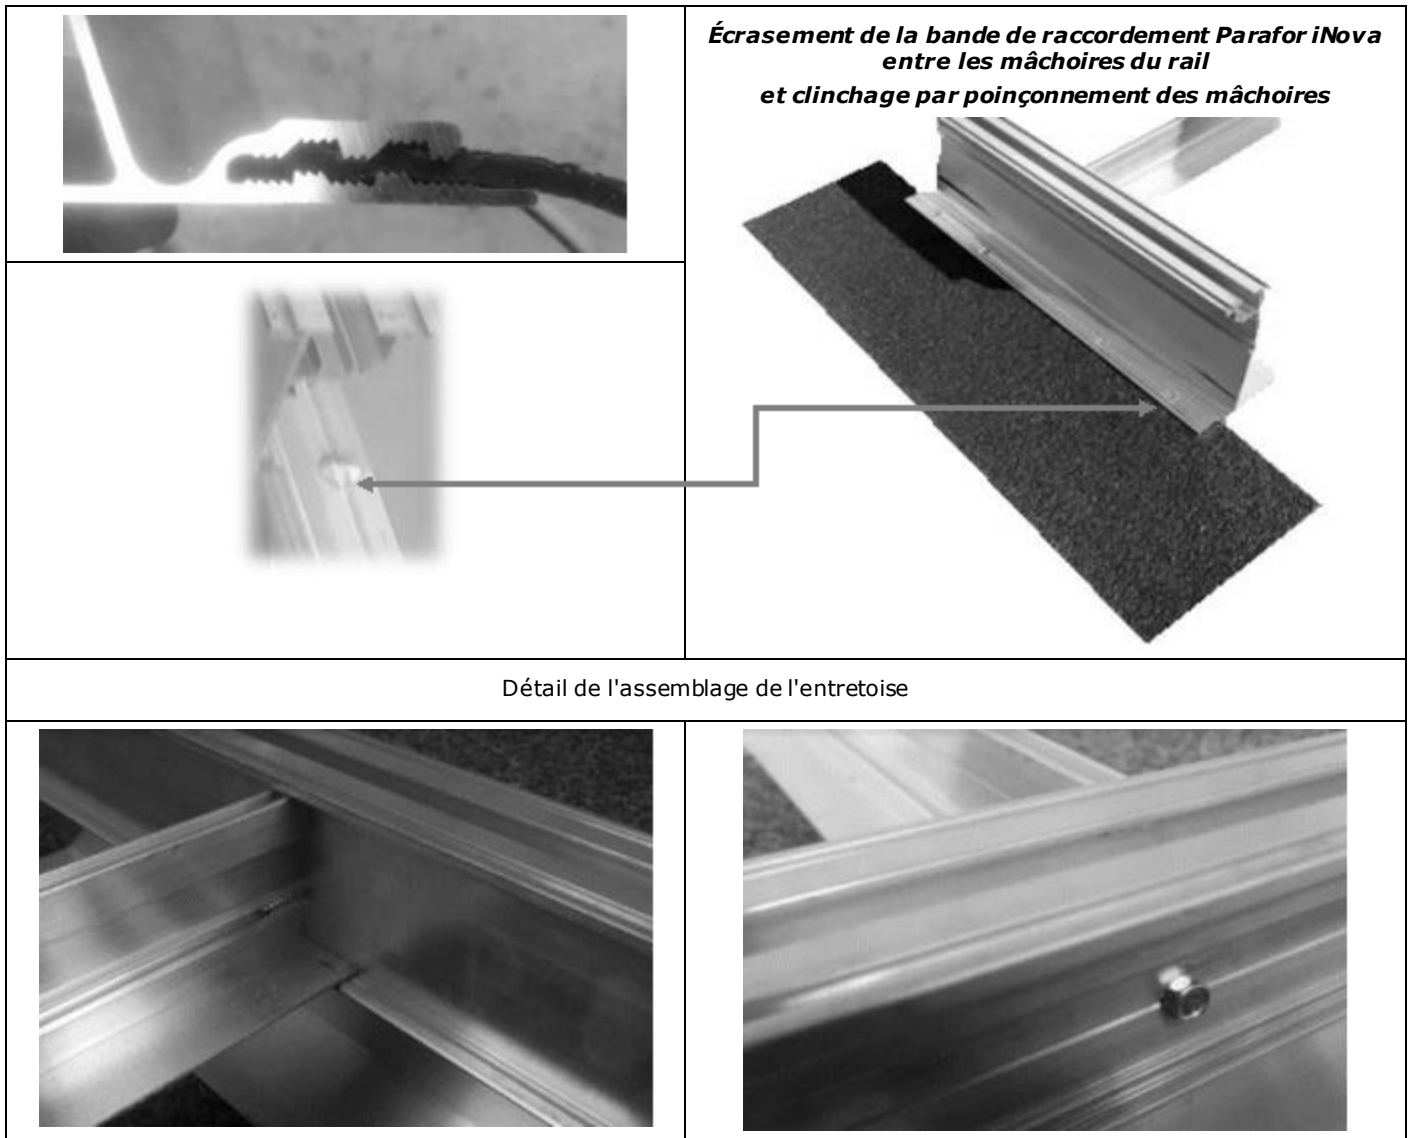 Écrasement de la bande de raccordement Parafor iNova
entre les mâchoires du rail
et clinchage par poinçonnement des mâchoires
Détail de l'assemblage de l'entretoise